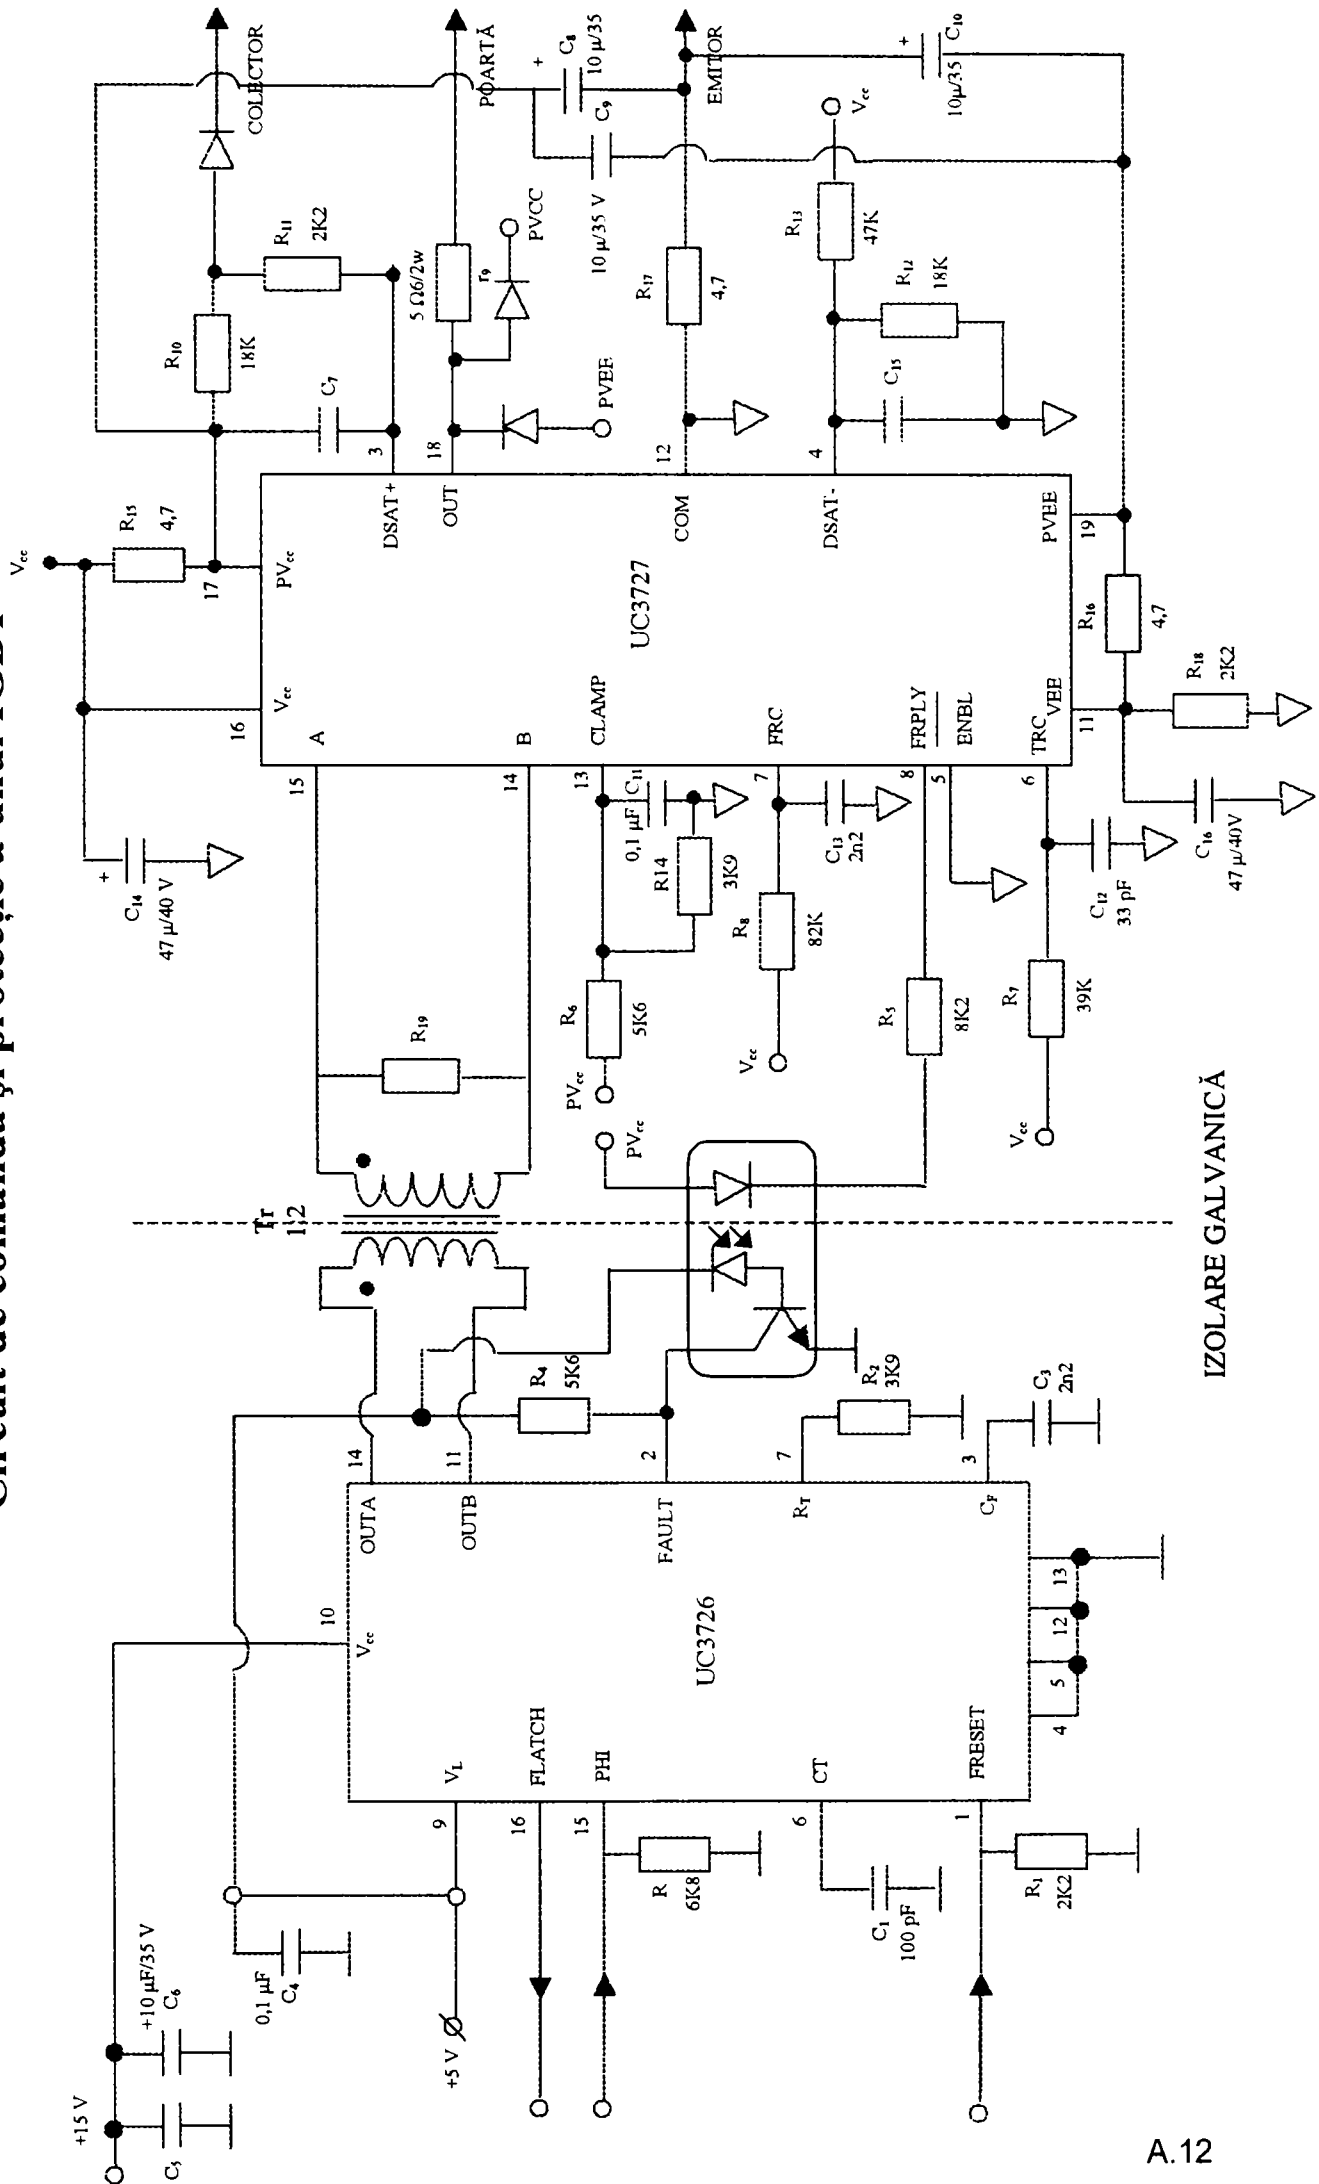 Circuit de comandă și protecție a unui IGBT
+15 V
C₅
+10 µF/35 V
C₆
0,1 µF
C₄
+5 V
9
16
15
R
6K8
6
C₁
100 pF
1
R₁
2K2
10
Vcc
V_L
FLATCH
PHI
CT
FRESET
UC3726
OUTA
OUTB
FAULT
R_T
C_F
4
5
12
13
14
11
2
7
3
R₄
5K6
R₂
3K9
C₃
2n2
Tr
1:2
IZOLARE GALVANICĂ
R₁₉
PVcc
PVcc
R₆
5K6
Vcc
R₈
82K
R₅
8K2
Vcc
R₇
39K
C₁₄
+
47 µ/40 V
0,1 µF
C₁₁
R14
3K9
C₁₃
2n2
C₁₂
33 pF
C₁₆
47 µ/40V
R₁₈
2K2
15
14
13
7
8
5
6
A
B
CLAMP
FRC
FRPLY
ENBL
TRC
16
Vcc
17
PVcc
UC3727
11
VEE
19
PVEE
R₁₆
4,7
Vcc
R₁₅
4,7
DSAT+
OUT
COM
DSAT-
3
18
12
4
R₁₀
18K
C₇
R₁₁
2K2
5 Ω6/2w
r₉
PVCC
PVEE
R₁₇
4,7
C₁₅
R₁₂
18K
R₁₃
47K
Vcc
COLECTOR
POARTĂ
EMITOR
+
C₈
10 µ/35
C₉
10 µ/35 V
+
C₁₀
10µ/35
A.12